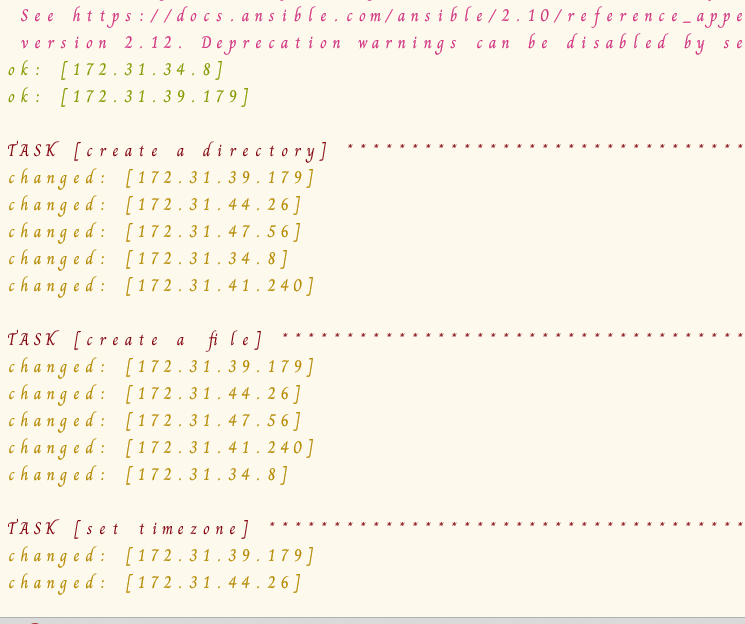 See https://docs.ansible.com/ansible/2.10/reference_appe
version 2.12. Deprecation warnings can be disabled by se
ok: [172.31.34.8]
ok: [172.31.39.179]
TASK [create a directory] *******************************
changed: [172.31.39.179]
changed: [172.31.44.26]
changed: [172.31.47.56]
changed: [172.31.34.8]
changed: [172.31.41.240]
TASK [create a file] ************************************
changed: [172.31.39.179]
changed: [172.31.44.26]
changed: [172.31.47.56]
changed: [172.31.41.240]
changed: [172.31.34.8]
TASK [set timezone] *************************************
changed: [172.31.39.179]
changed: [172.31.44.26]